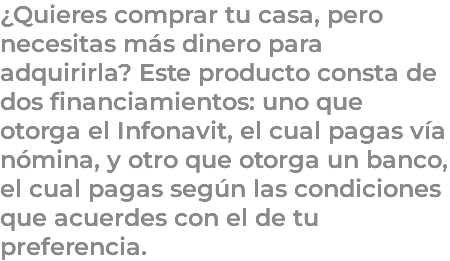 ¿Quieres comprar tu casa, pero
necesitas más dinero para
adquirirla? Este producto consta de
dos financiamientos: uno que
otorga el Infonavit, el cual pagas vía
nómina, y otro que otorga un banco,
el cual pagas según las condiciones
que acuerdes con el de tu
preferencia.